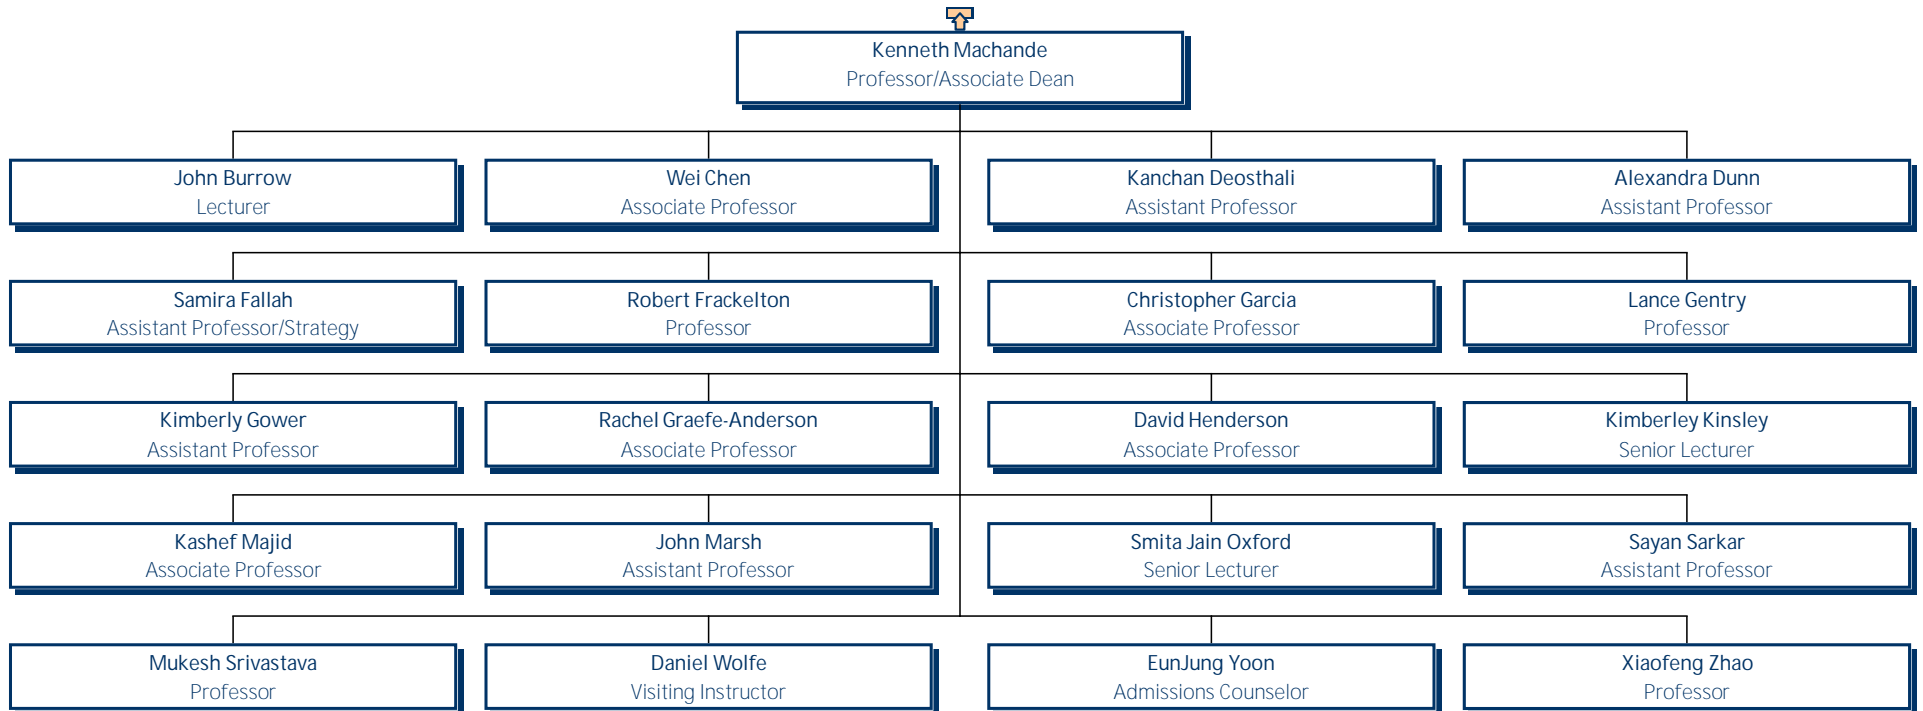 Kenneth Machande
Professor/Associate Dean
John Burrow
Lecturer
Wei Chen
Associate Professor
Kanchan Deosthali
Assistant Professor
Alexandra Dunn
Assistant Professor
Samira Fallah
Assistant Professor/Strategy
Robert Frackelton
Professor
Christopher Garcia
Associate Professor
Lance Gentry
Professor
Kimberly Gower
Assistant Professor
Rachel Graefe-Anderson
Associate Professor
David Henderson
Associate Professor
Kimberley Kinsley
Senior Lecturer
Kashef Majid
Associate Professor
John Marsh
Assistant Professor
Smita Jain Oxford
Senior Lecturer
Sayan Sarkar
Assistant Professor
Mukesh Srivastava
Professor
Daniel Wolfe
Visiting Instructor
EunJung Yoon
Admissions Counselor
Xiaofeng Zhao
Professor